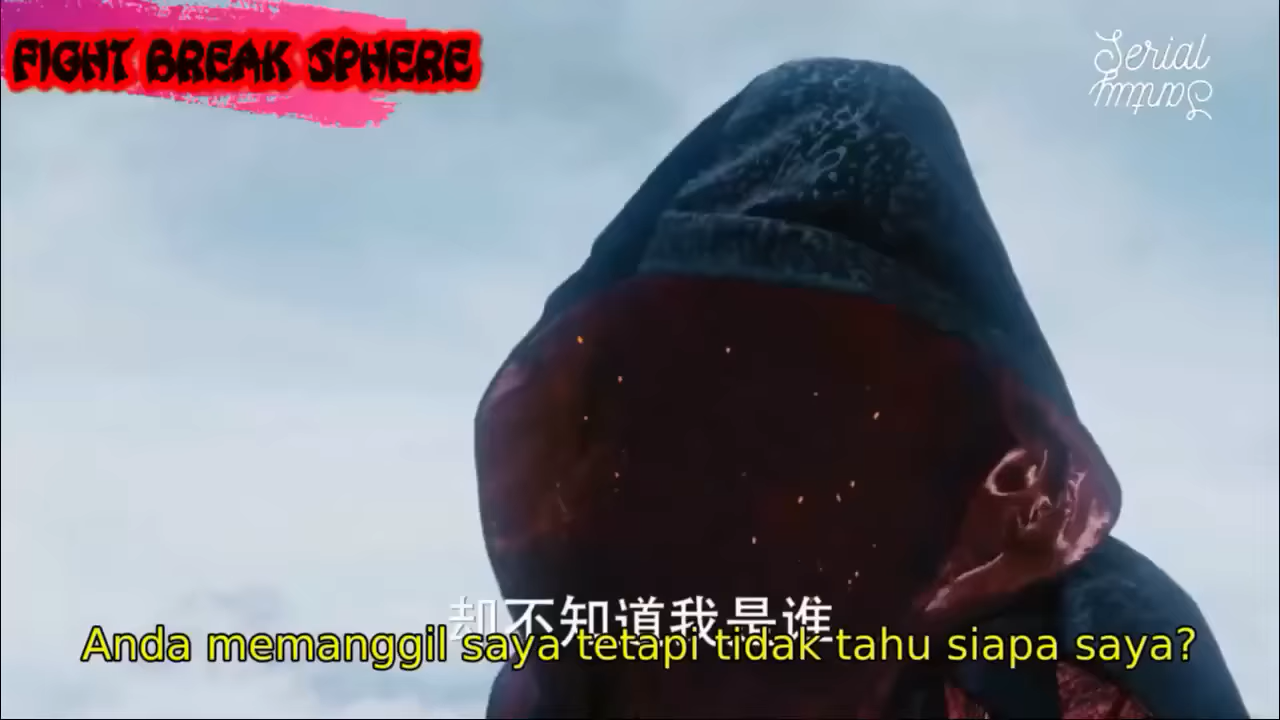 FIGHT BREAK SPHERE
Serial
却不知道我是谁
Anda memanggil saya tetapi tidak tahu siapa saya?